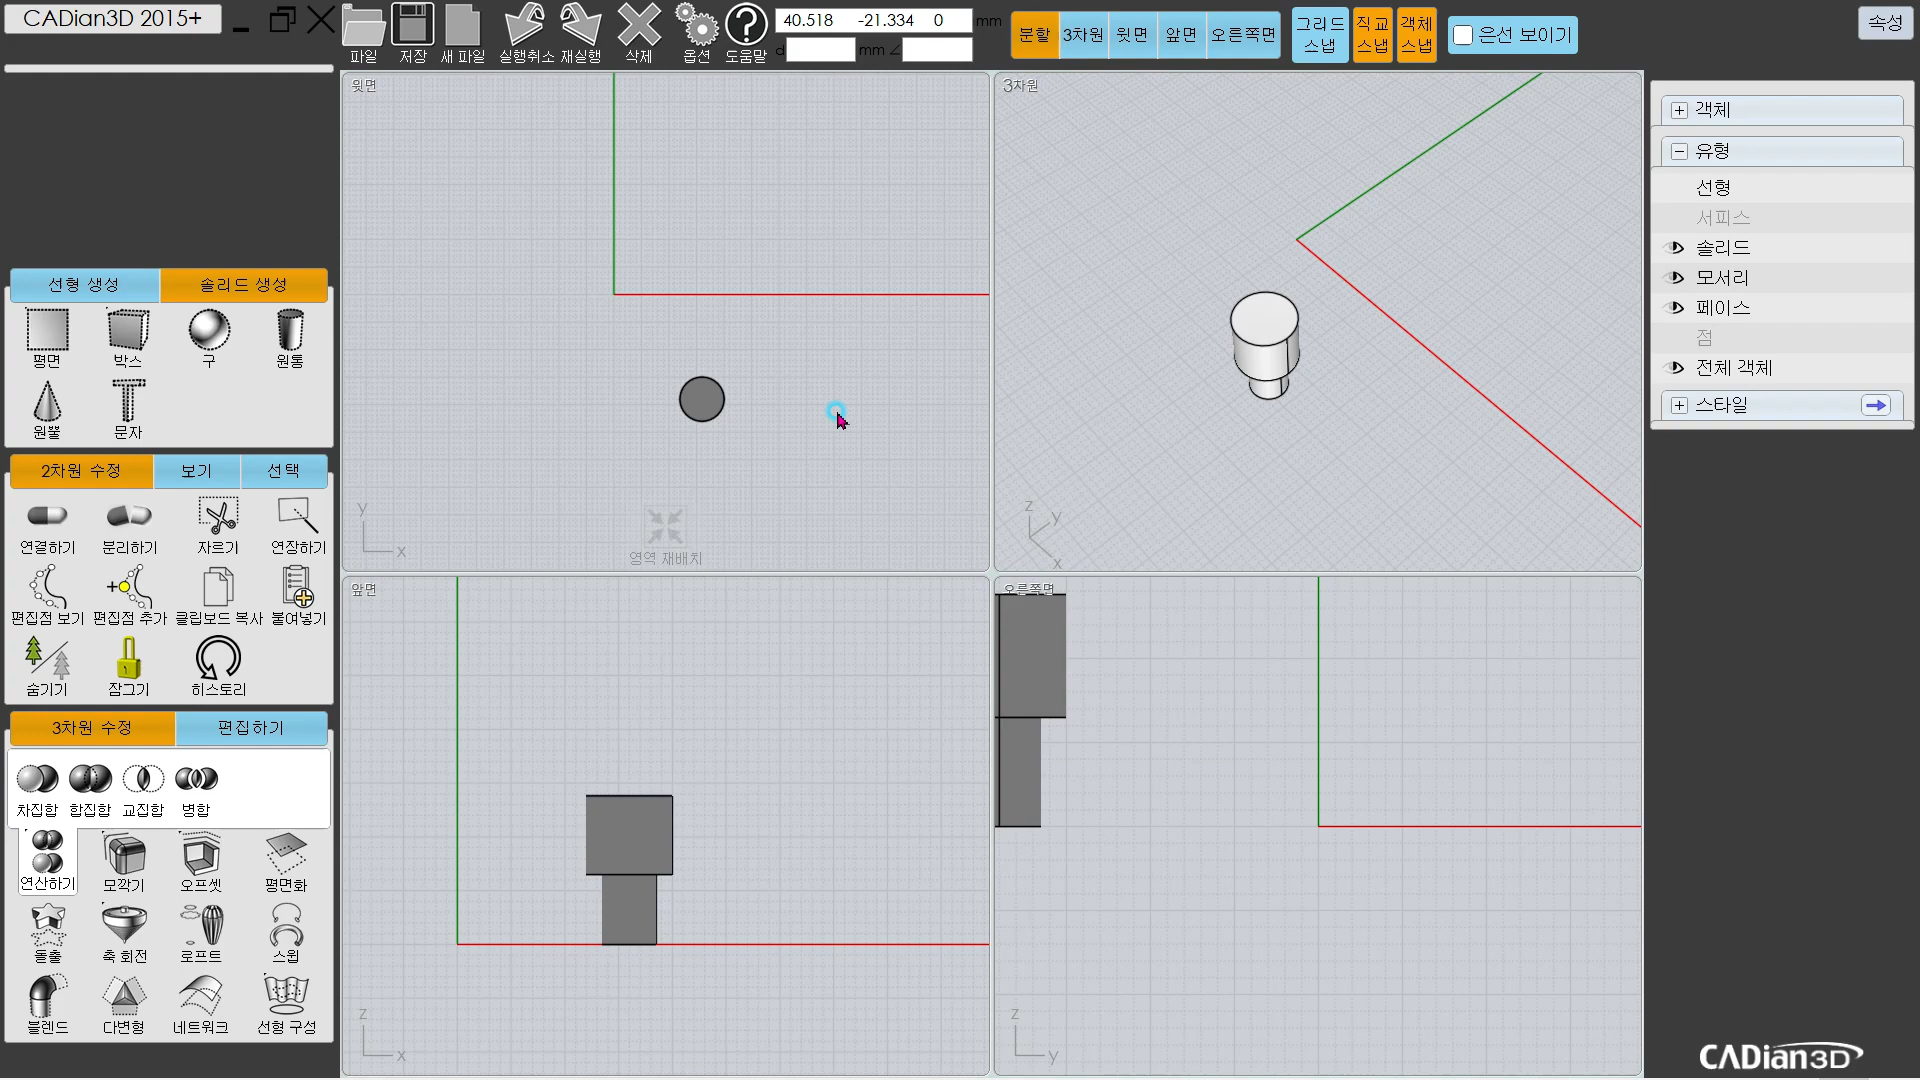 CADian3D 2015+
파일
저장
새 파일
실행취소
재실행
삭제
옵션
도움말
40.518 -21.334 0 mm
d mm ∠
분할
3차원
윗면
앞면
오른쪽면
그리드
스냅
직교
스냅
객체
스냅
은선 보이기
속성
선형 생성
솔리드 생성
평면
박스
구
원통
원뿔
문자
2차원 수정
보기
선택
연결하기
분리하기
자르기
연장하기
편집점 보기
편집점 추가
클립보드 복사
붙여넣기
숨기기
잠그기
히스토리
3차원 수정
편집하기
차집합
합집합
교집합
병합
연산하기
모깍기
오프셋
평면화
돌출
축 회전
로프트
스윕
블렌드
다변형
네트워크
선형 구성
윗면
y
x
영역 재배치
3차원
z
y
x
앞면
z
x
오른쪽면
z
y
객체
유형
선형
서피스
솔리드
모서리
페이스
점
전체 객체
스타일
CADian3D